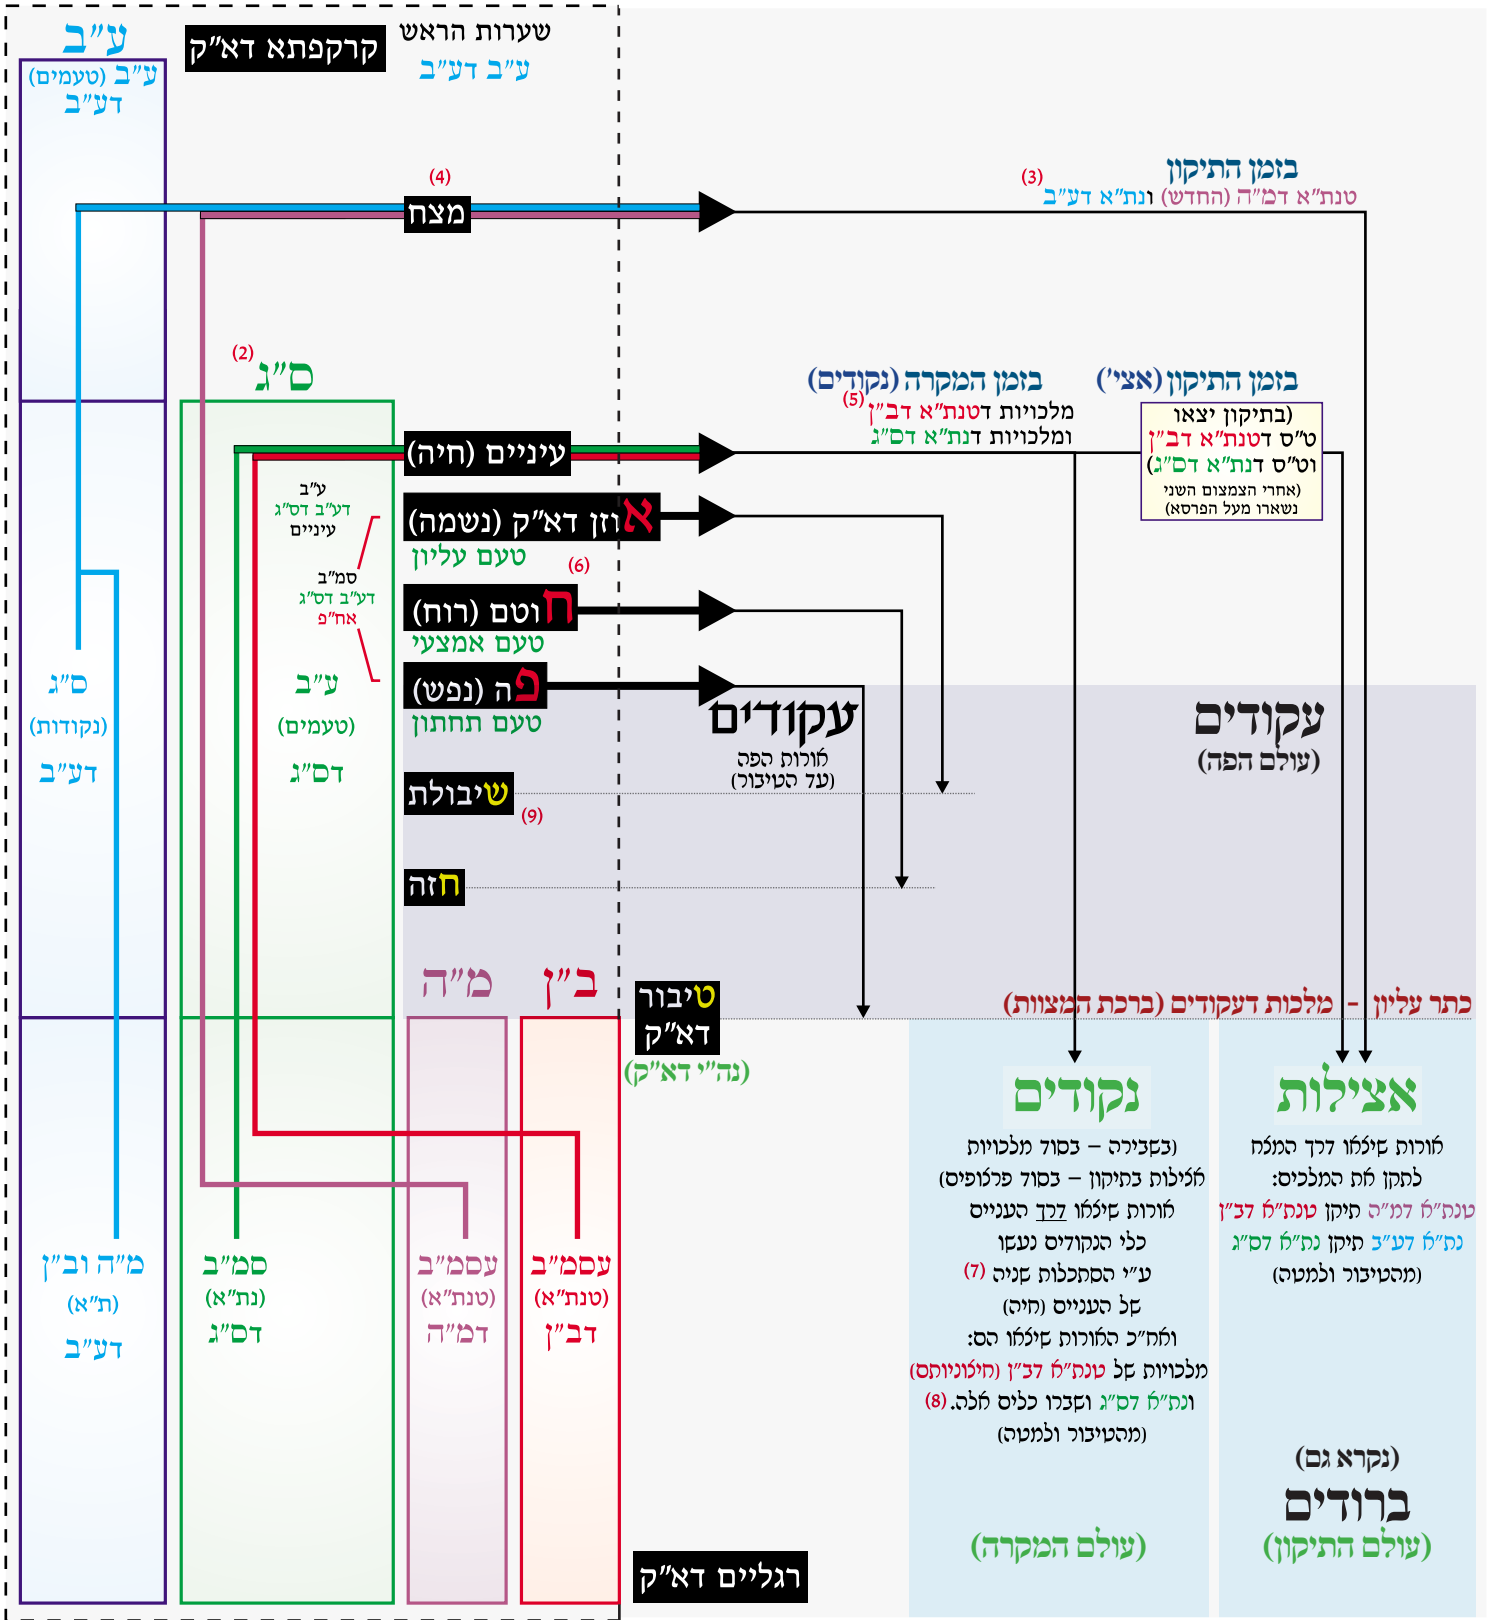 ע"ב
ע"ב (טעמים)
דע"ב
קרקפתא דא"ק
שערות הראש
ע"ב דע"ב
בזמן התיקון
טנת"א דמ"ה (החדש) ונת"א דע"ב (3)
(4)
מצח
(2)
ס"ג
בזמן התיקון (אצי')
(בתיקון יצאו
ט"ס דטנת"א דב"ן
וט"ס דנת"א דס"ג)
(אחרי הצמצום השני
נשארו מעל הפרסא)
בזמן המקרה (נקודים)
מלכויות דטנת"א דב"ן (5)
ומלכויות דנת"א דס"ג
עיניים (חיה)
אוזן דא"ק (נשמה)
טעם עליון
(6)
חוטם (רוח)
טעם אמצעי
פה (נפש)
טעם תחתון
ע"ב
דע"ב דס"ג
עיניים
סמ"ב
דע"ב דס"ג
אח"פ
ע"ב
(טעמים)
דס"ג
ס"ג
(נקודות)
דע"ב
עקודים
(עולם הפה)
עקודים
אורות הפה
(עד הטיבור)
שיבולת
(9)
חזה
מ"ה
ב"ן
טיבור
דא"ק
(נה"י דא"ק)
כתר עליון - מלכות דעקודים (ברכת המצוות)
אצילות
אורות שיצאו דרך המצח
לתקן את המלכים:
טנת"א דמ"ה תיקן טנת"א דב"ן
נת"א דע"ב תיקן נת"א דס"ג
(מהטיבור ולמטה)
(נקרא גם)
ברודים
(עולם התיקון)
נקודים
(בשבירה – בסוד מלכויות
אצילות בתיקון – בסוד פרצופים)
אורות שיצאו דרך העניים
כלי הנקודים נעשו
ע"י הסתכלות שניה (7)
של העניים (חיה)
ואח"כ האורות שיצאו הם:
מלכויות של טנת"א דב"ן (חיצוניותם)
ונת"א דס"ג ושברו כלים אלה. (8)
(מהטיבור ולמטה)
(עולם המקרה)
עסמ"ב
(טנת"א)
דב"ן
עסמ"ב
(טנת"א)
דמ"ה
סמ"ב
(נת"א)
דס"ג
מ"ה וב"ן
(ת"א)
דע"ב
רגליים דא"ק